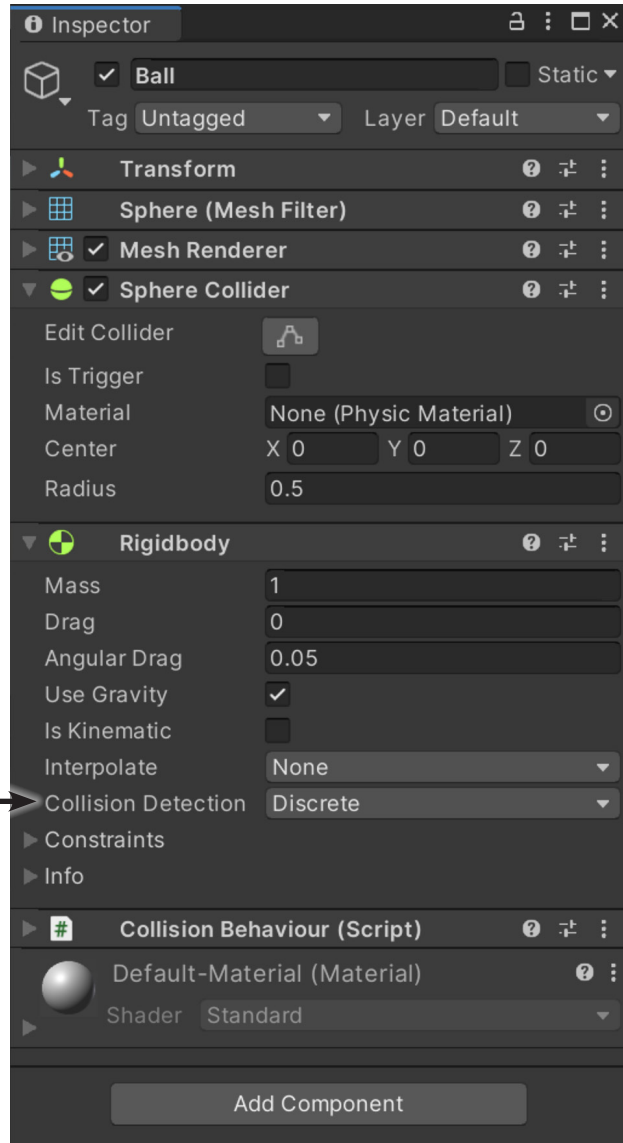 Inspector
Ball Static
Tag Untagged Layer Default
Transform
Sphere (Mesh Filter)
Mesh Renderer
Sphere Collider
Edit Collider
Is Trigger
Material None (Physic Material)
Center X 0 Y 0 Z 0
Radius 0.5
Rigidbody
Mass 1
Drag 0
Angular Drag 0.05
Use Gravity
Is Kinematic
Interpolate None
Collision Detection Discrete
Constraints
Info
# Collision Behaviour (Script)
Default-Material (Material)
Shader Standard
Add Component